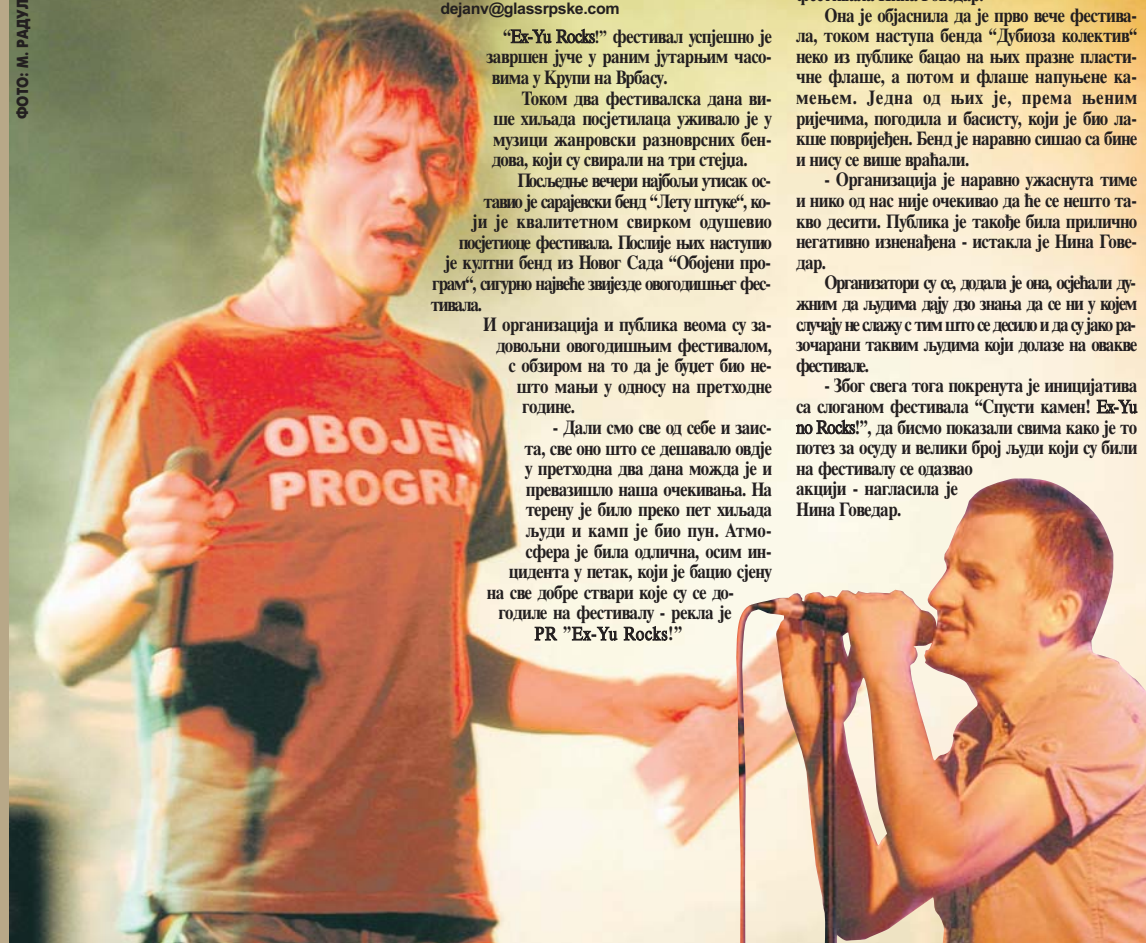 ФОТО: М.
dejanv@glassrpske.com
“Ex-Yu Rocks!” фестивал успјешно је
завршен јуче у раним јутарњим часо-
вима у Крупи на Врбасу.
Током два фестивалска дана ви-
ше хиљада посјетилаца уживало је у
музици жанровски разноврсних бен-
дова, који су свирали на три стејџа.
Посљедње вечери најбољи утисак ос-
тавио је сарајевски бенд “Лету штуке“, ко-
ји је квалитетном свирком одушевио
посјетиоце фестивала. Послије њих наступио
је култни бенд из Новог Сада “Обојени про-
грам“, сигурно највеће звијезде овогодишњег фес-
тивала.
И организација и публика веома су за-
довољни овогодишњим фестивалом,
с обзиром на то да је буџет био не-
што мањи у односу на претходне
године.
- Дали смо све од себе и заис-
та, све оно што се дешавало овдје
у претходна два дана можда је и
превазишло наша очекивања. На
терену је било преко пет хиљада
људи и камп је био пун. Атмо-
сфера је била одлична, осим ин-
цидента у петак, који је бацио сјену
на све добре ствари које су се до-
годиле на фестивалу - рекла је
PR ”Ex-Yu Rocks!”
Она је објаснила да је прво вече фестива-
ла, током наступа бенда “Дубиоза колектив“
неко из публике бацао на њих празне пласти-
чне флаше, а потом и флаше напуњене ка-
мењем. Једна од њих је, према њеним
ријечима, погодила и басисту, који је био ла-
кше повријеђен. Бенд је наравно сишао са бине
и нису се више враћали.
- Организација је наравно ужаснута тиме
и нико од нас није очекивао да ће се нешто та-
кво десити. Публика је такође била прилично
негативно изненађена - истакла је Нина Гове-
дар.
Организатори су се, додала је она, осјећали ду-
жним да људима дају дзо знања да се ни у којем
случају не слажу с тим што се десило и да су јако ра-
зочарани таквим људима који долазе на овакве
фестивале.
- Због свега тога покренута је иницијатива
са слоганом фестивала “Спусти камен! Ex-Yu
no Rocks!”, да бисмо показали свима како је то
потез за осуду и велики број људи који су били
на фестивалу се одазвао
акцији - нагласила је
Нина Говедар.
OBOJEN
PROGRA